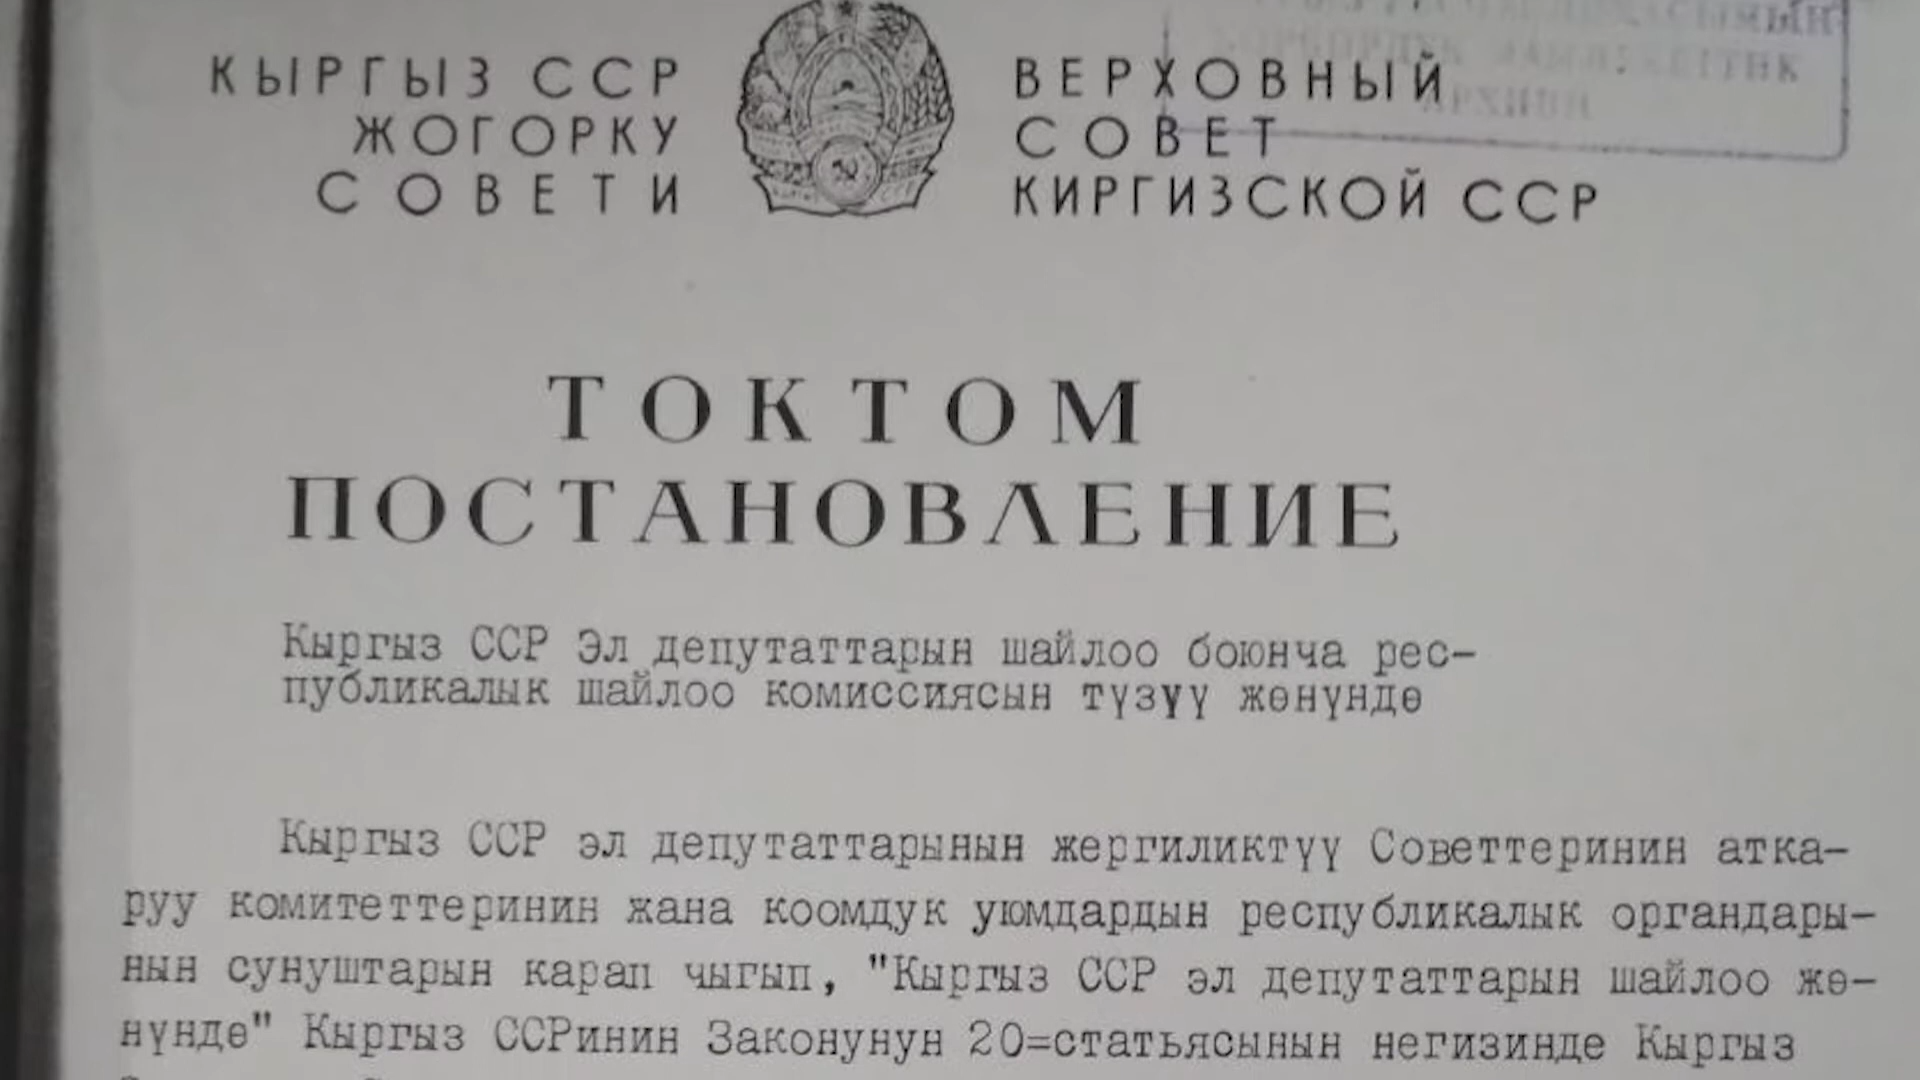 КЫРГЫЗ ССР
ЖОГОРКУ
СОВЕТИ
ВЕРХОВНЫЙ
СОВЕТ
КИРГИЗСКОЙ ССР
АРХИВИ
ТОКТОМ
ПОСТАНОВЛЕНИЕ
Кыргыз ССР Эл депутаттарын шайлоо боюнча рес-
публикалык шайлоо комиссиясын түзүү жөнүндө
Кыргыз ССР эл депутаттарынын жергиликтүү Советтеринин атка-
руу комитеттеринин жана коомдук уюмдардын республикалык органдары-
нын сунуштарын карап чыгып, "Кыргыз ССР эл депутаттарын шайлоо жө-
нүндө" Кыргыз ССРинин Законунун 20=статьясынын негизинде Кыргыз